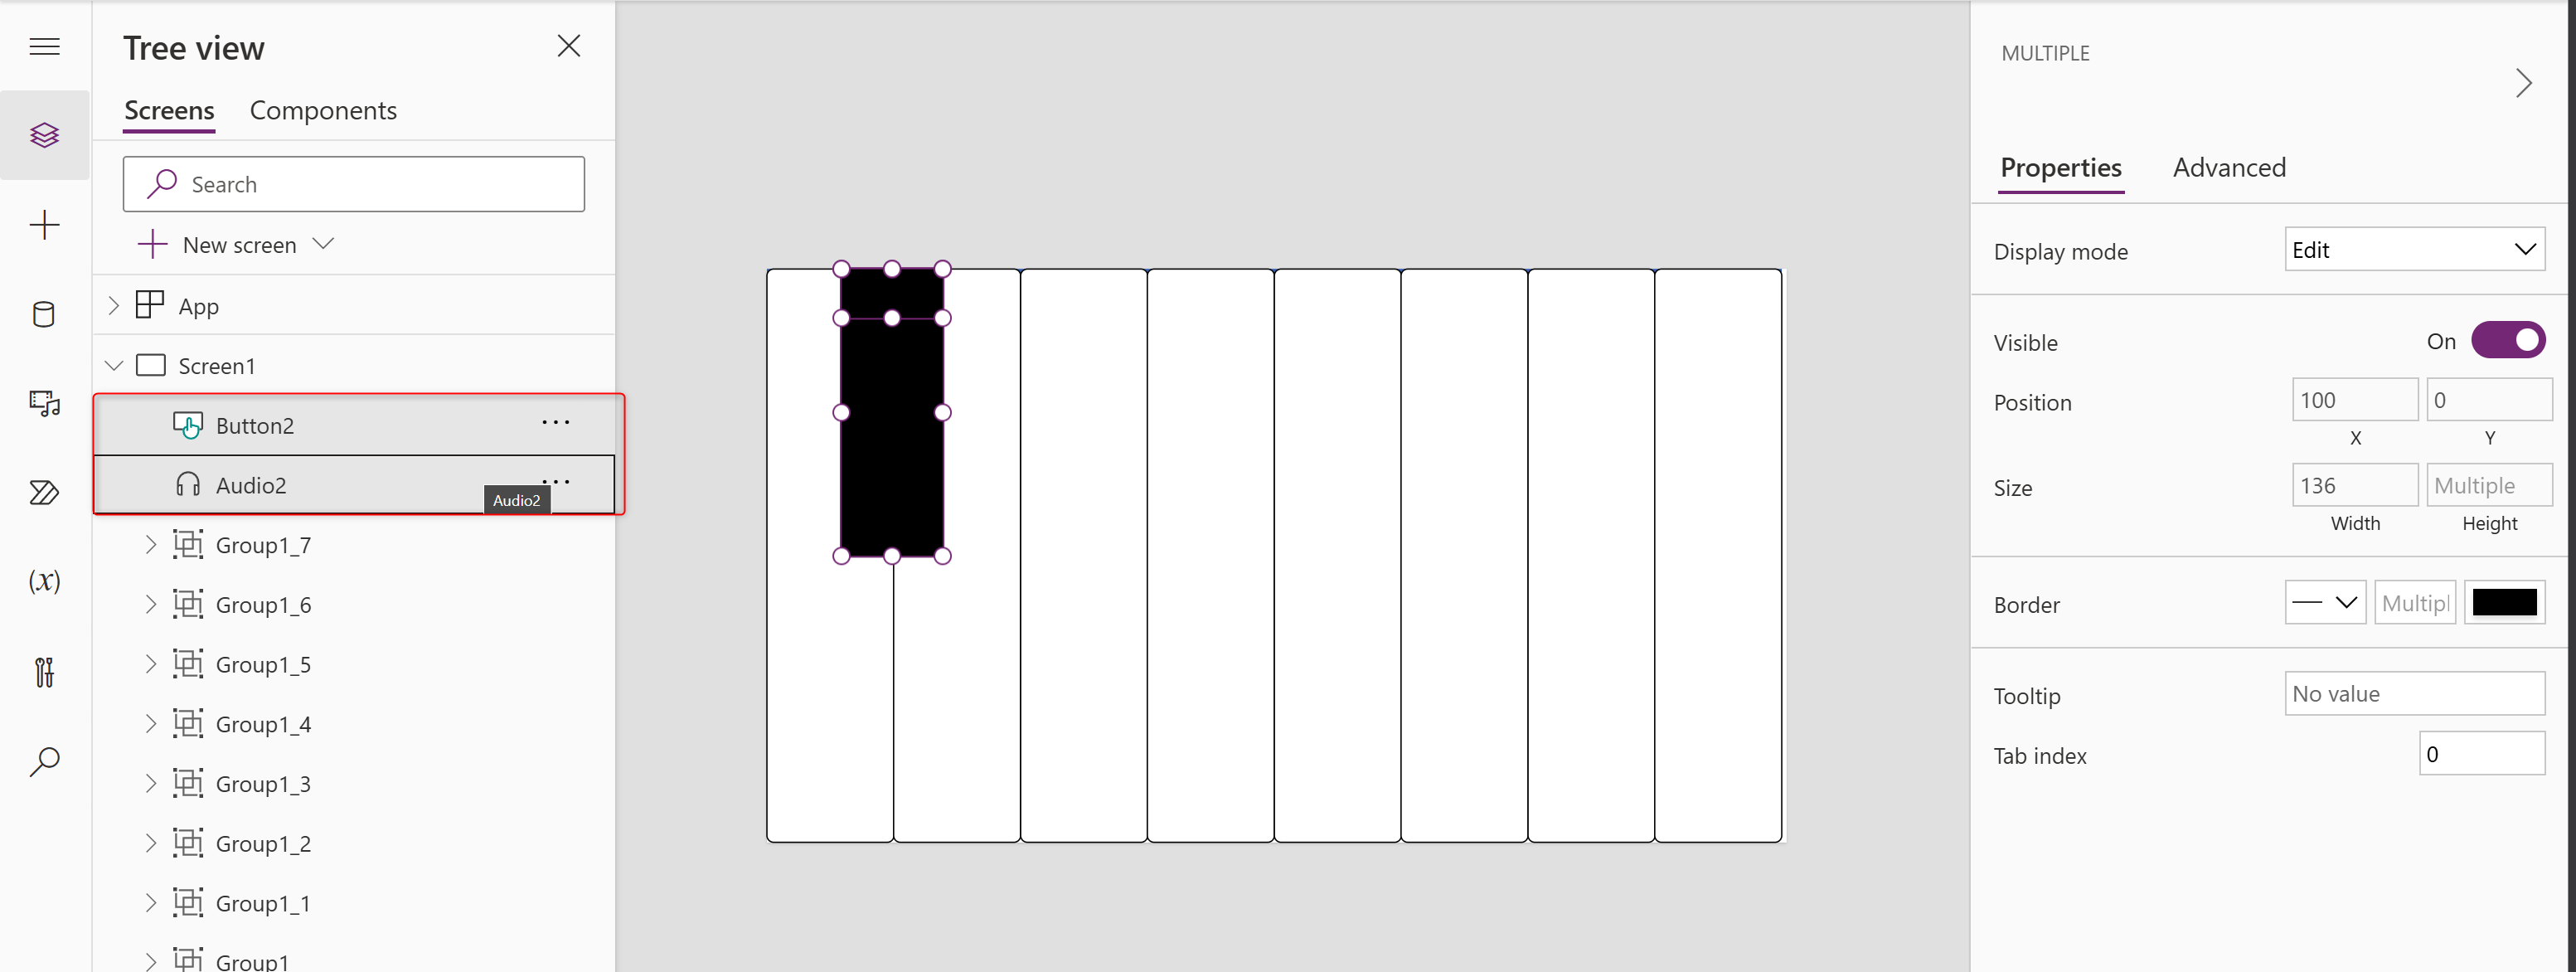 Tree view
Screens Components
Search
New screen
App
Screen1
Button2
Audio2
Audio2
Group1_7
Group1_6
Group1_5
Group1_4
Group1_3
Group1_2
Group1_1
Group1
(x)
MULTIPLE
Properties Advanced
Display mode Edit
Visible On
Position 100 0
X Y
Size 136 Multiple
Width Height
Border Multipl
Tooltip No value
Tab index 0